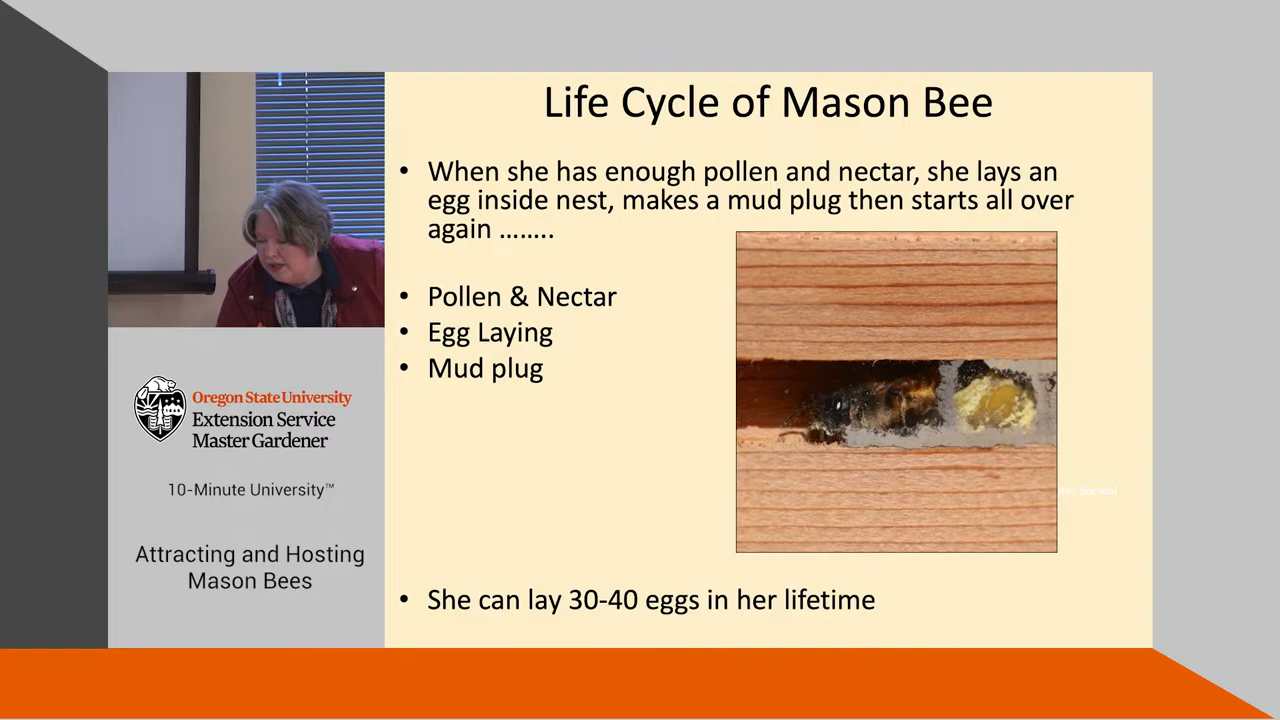 Life Cycle of Mason Bee
• When she has enough pollen and nectar, she lays an
egg inside nest, makes a mud plug then starts all over
again ........
• Pollen & Nectar
• Egg Laying
• Mud plug
• She can lay 30-40 eggs in her lifetime
Oregon State University
Extension Service
Master Gardener
10-Minute University™
Attracting and Hosting
Mason Bees